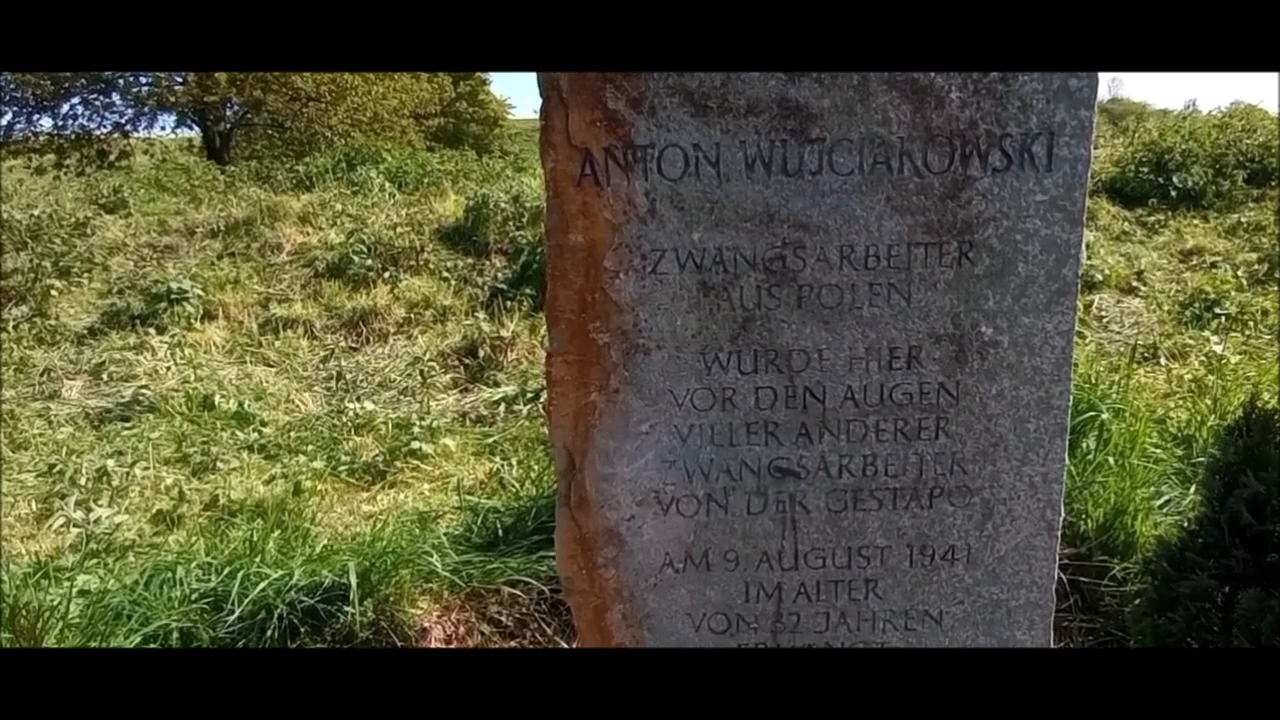 ANTON WUJCIAKOWSKI
ZWANGSARBEITER
AUS POLEN
WURDE HIER
VOR DEN AUGEN
VILLER ANDERER
ZWANGSARBEITER
VON DER GESTAPO
AM 9. AUGUST 1941
IM ALTER
VON 32 JAHREN